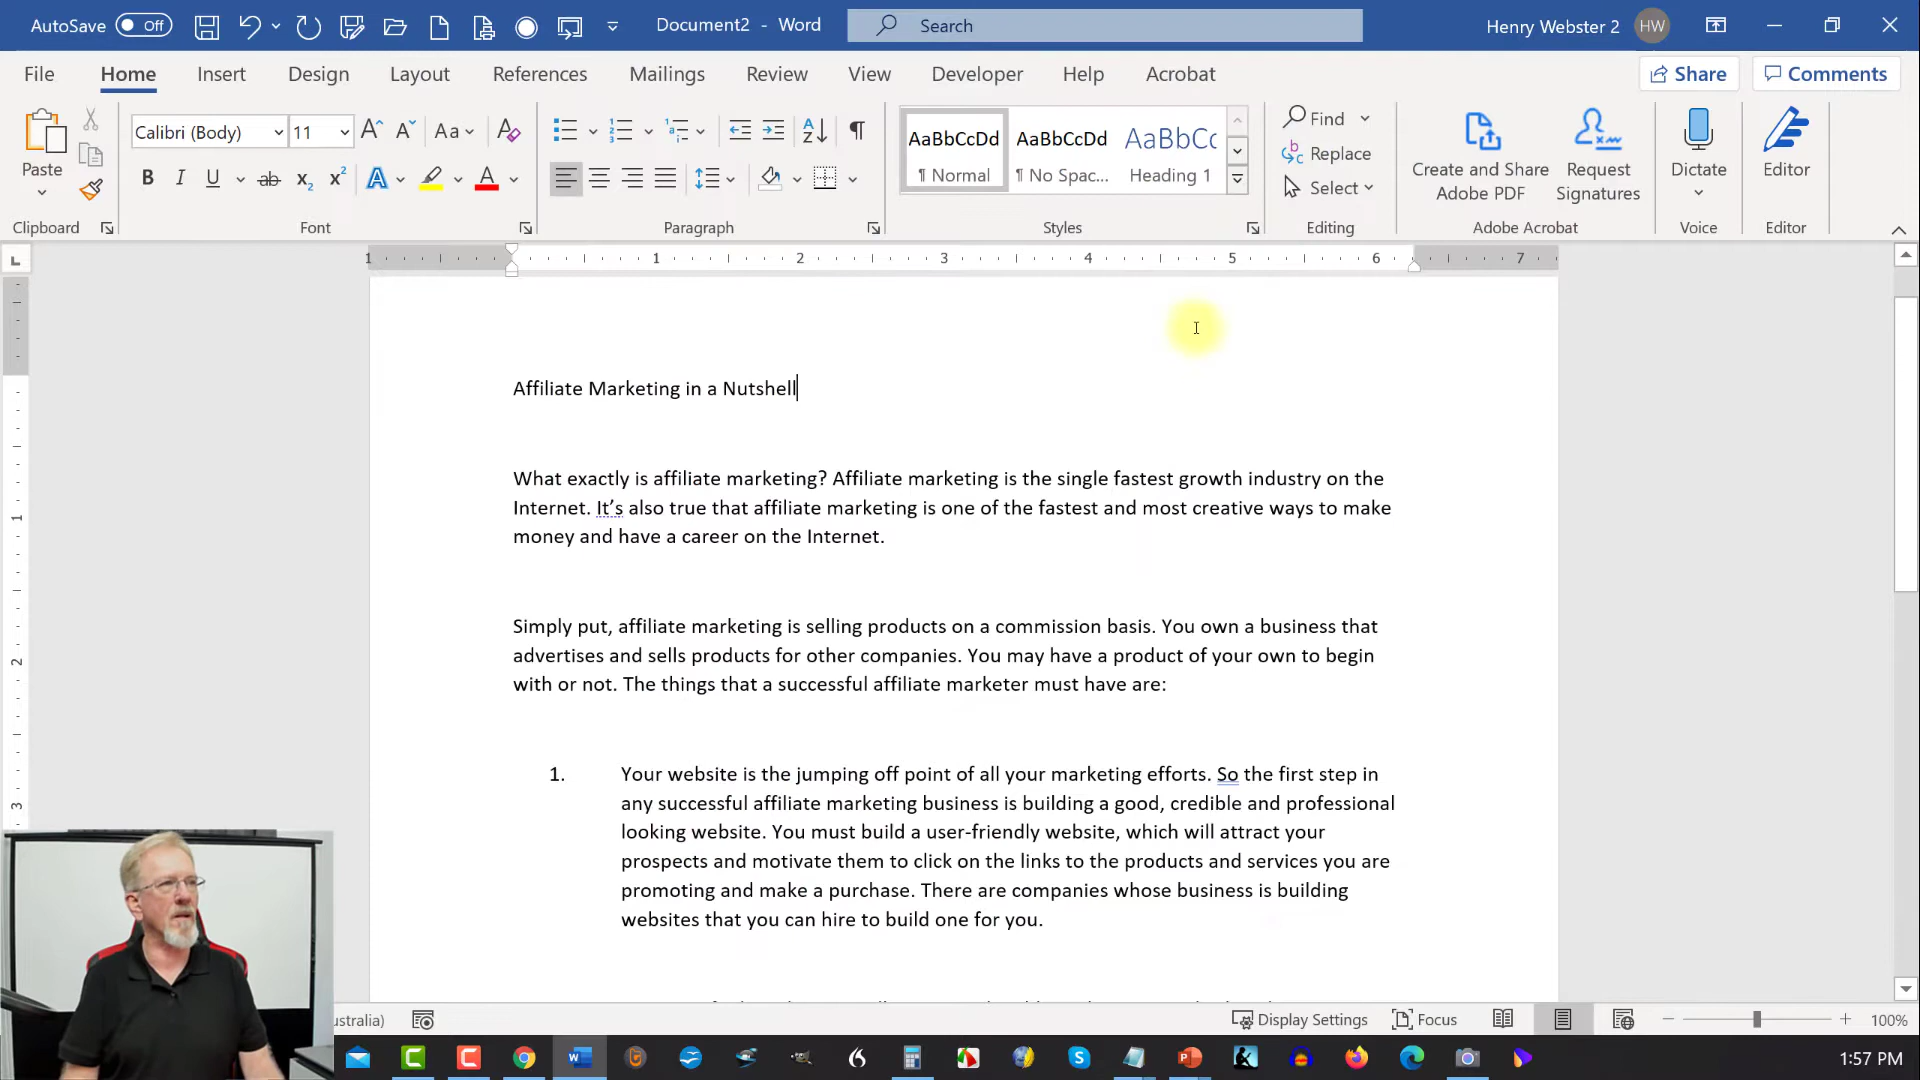 AutoSave Off
Document2 - Word
Search
Henry Webster 2 HW
File Home Insert Design Layout References Mailings Review View Developer Help Acrobat Share Comments
Paste
Calibri (Body) 11 Aa
AaBbCcDd AaBbCcDd AaBbCc
¶ Normal ¶ No Spac... Heading 1
Find
Replace
Select
Create and Share
Adobe PDF
Request
Signatures
Dictate
Editor
Clipboard Font Paragraph Styles Editing Adobe Acrobat Voice Editor
1 1 2 3 4 5 6 7
Affiliate Marketing in a Nutshell
What exactly is affiliate marketing? Affiliate marketing is the single fastest growth industry on the
Internet. It’s also true that affiliate marketing is one of the fastest and most creative ways to make
money and have a career on the Internet.
Simply put, affiliate marketing is selling products on a commission basis. You own a business that
advertises and sells products for other companies. You may have a product of your own to begin
with or not. The things that a successful affiliate marketer must have are:
1. Your website is the jumping off point of all your marketing efforts. So the first step in
any successful affiliate marketing business is building a good, credible and professional
looking website. You must build a user-friendly website, which will attract your
prospects and motivate them to click on the links to the products and services you are
promoting and make a purchase. There are companies whose business is building
websites that you can hire to build one for you.
1
2
3
ustralia)
Display Settings Focus 100%
1:57 PM